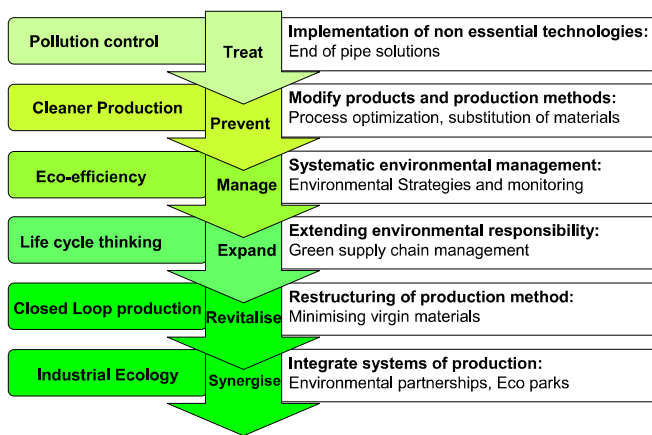 Pollution control
Treat
Implementation of non essential technologies:
End of pipe solutions
Cleaner Production
Prevent
Modify products and production methods:
Process optimization, substitution of materials
Eco-efficiency
Manage
Systematic environmental management:
Environmental Strategies and monitoring
Life cycle thinking
Expand
Extending environmental responsibility:
Green supply chain management
Closed Loop production
Revitalise
Restructuring of production method:
Minimising virgin materials
Industrial Ecology
Synergise
Integrate systems of production:
Environmental partnerships, Eco parks